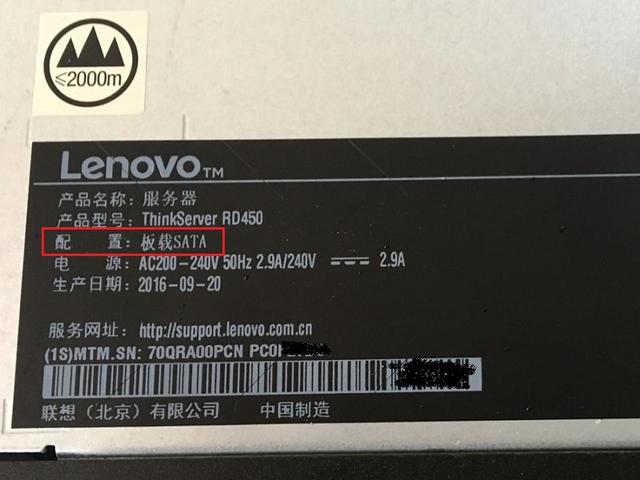 ≤2000m
Lenovo™
产品名称：服务器
产品型号：ThinkServer RD450
配 置：板载SATA
电 源：AC200-240V 50Hz 2.9A/240V ⎓ 2.9A
生产日期：2016-09-20
服务网址：http://support.lenovo.com.cn
(1S)MTM.SN: 70QRA00PCN PC0
联想（北京）有限公司 中国制造